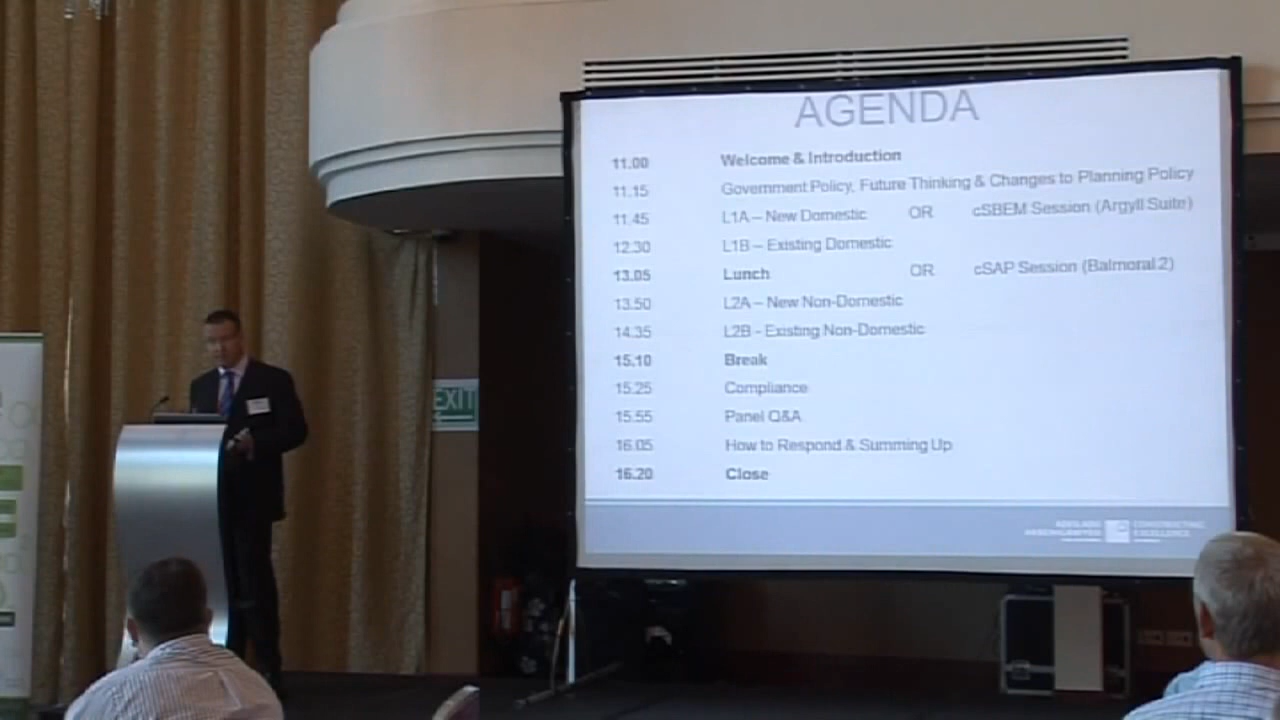 AGENDA
11.00 Welcome & Introduction
11.15 Government Policy, Future Thinking & Changes to Planning Policy
11.45 L1A – New Domestic OR cSBEM Session (Argyll Suite)
12.30 L1B – Existing Domestic
13.05 Lunch OR cSAP Session (Balmoral 2)
13.50 L2A – New Non-Domestic
14.35 L2B - Existing Non-Domestic
15.10 Break
15.25 Compliance
15.55 Panel Q&A
16.05 How to Respond & Summing Up
16.20 Close
CONSTRUCTING
EXCELLENCE
EXIT